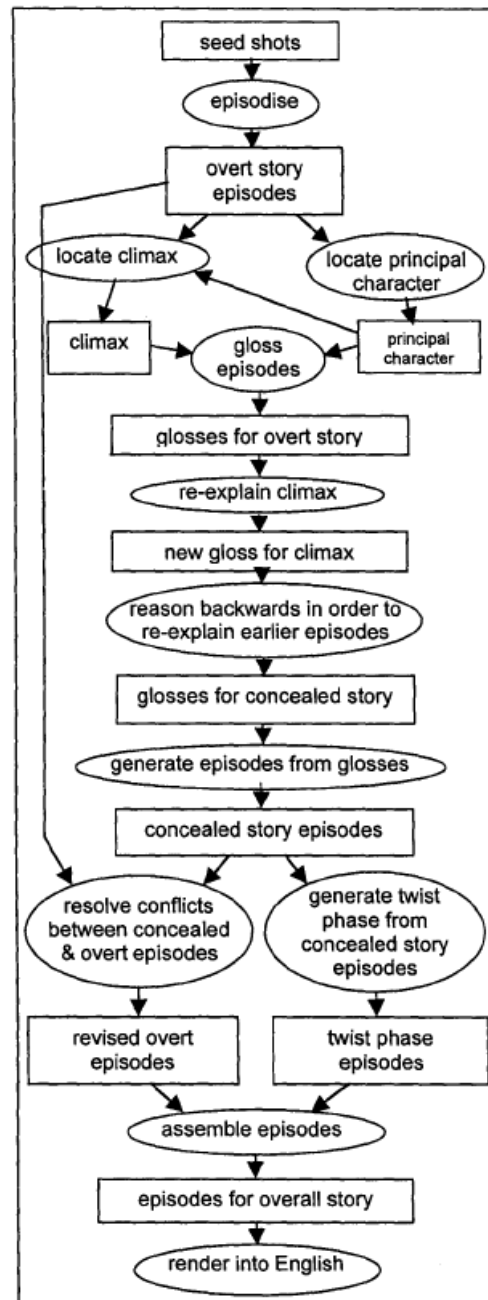 seed shots
episodise
overt story
episodes
locate climax
locate principal
character
climax
gloss
episodes
principal
character
glosses for overt story
re-explain climax
new gloss for climax
reason backwards in order to
re-explain earlier episodes
glosses for concealed story
generate episodes from glosses
concealed story episodes
resolve conflicts
between concealed
& overt episodes
generate twist
phase from
concealed story
episodes
revised overt
episodes
twist phase
episodes
assemble episodes
episodes for overall story
render into English